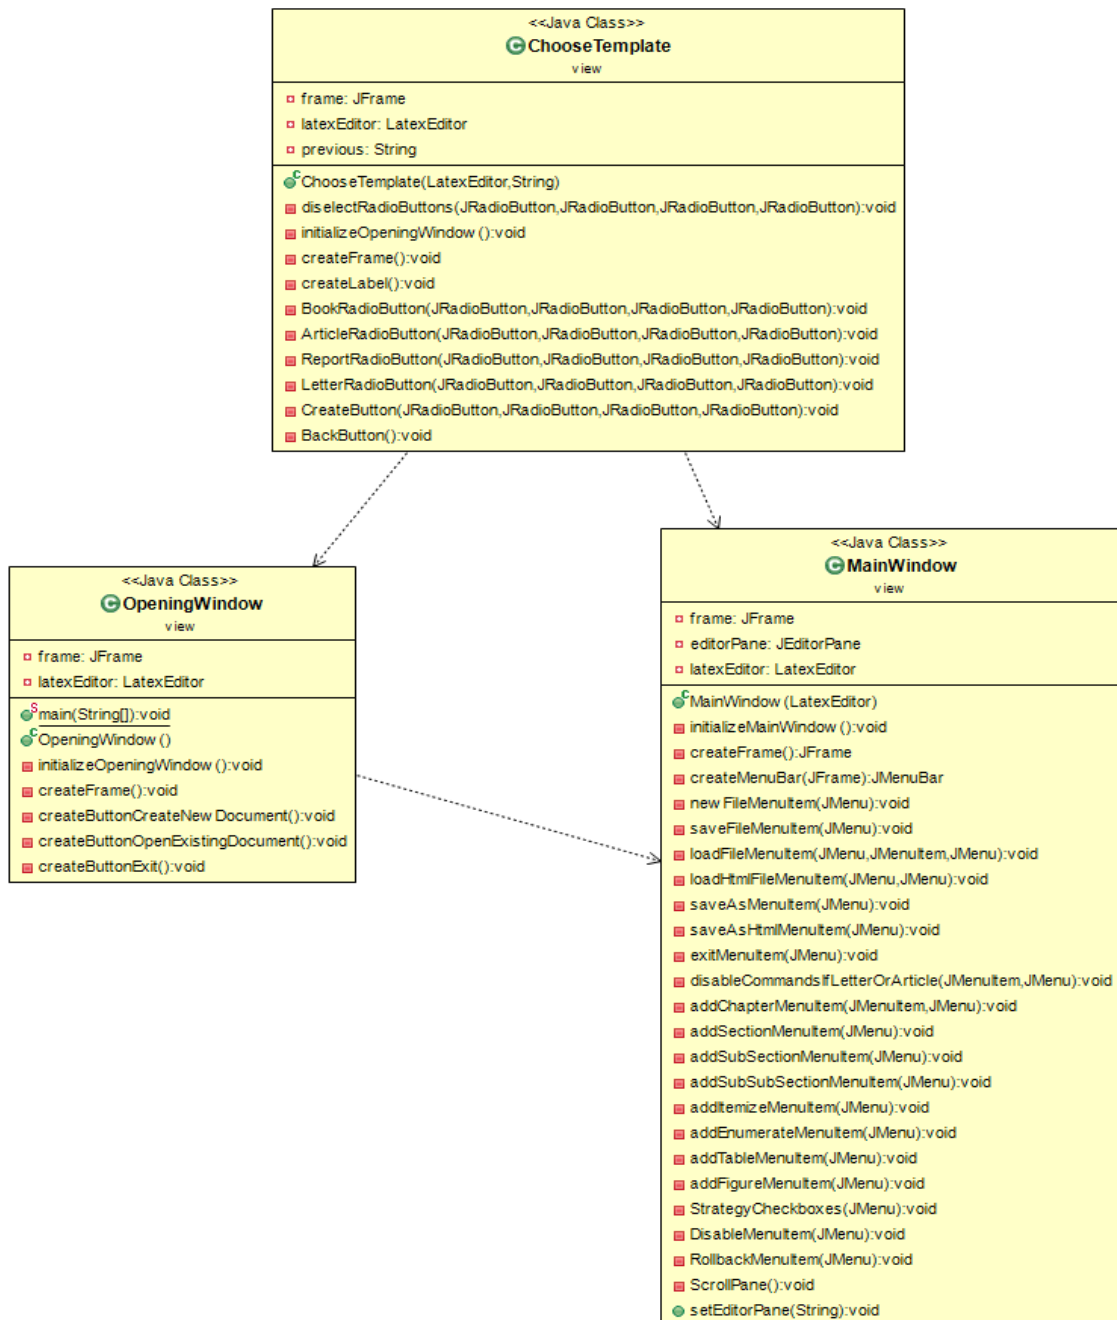 <<Java Class>>
ChooseTemplate
view
frame: JFrame
latexEditor: LatexEditor
previous: String
ChooseTemplate(LatexEditor,String)
diselectRadioButtons(JRadioButton,JRadioButton,JRadioButton,JRadioButton):void
initializeOpeningWindow():void
createFrame():void
createLabel():void
BookRadioButton(JRadioButton,JRadioButton,JRadioButton,JRadioButton):void
ArticleRadioButton(JRadioButton,JRadioButton,JRadioButton,JRadioButton):void
ReportRadioButton(JRadioButton,JRadioButton,JRadioButton,JRadioButton):void
LetterRadioButton(JRadioButton,JRadioButton,JRadioButton,JRadioButton):void
CreateButton(JRadioButton,JRadioButton,JRadioButton,JRadioButton):void
BackButton():void
<<Java Class>>
OpeningWindow
view
frame: JFrame
latexEditor: LatexEditor
main(String[]):void
OpeningWindow()
initializeOpeningWindow():void
createFrame():void
createButtonCreateNewDocument():void
createButtonOpenExistingDocument():void
createButtonExit():void
<<Java Class>>
MainWindow
view
frame: JFrame
editorPane: JEditorPane
latexEditor: LatexEditor
MainWindow(LatexEditor)
initializeMainWindow():void
createFrame():JFrame
createMenuBar(JFrame):JMenuBar
newFileMenuItem(JMenu):void
saveFileMenuItem(JMenu):void
loadFileMenuItem(JMenu,JMenuItem,JMenu):void
loadHtmlFileMenuItem(JMenu,JMenu):void
saveAsMenuItem(JMenu):void
saveAsHtmlMenuItem(JMenu):void
exitMenuItem(JMenu):void
disableCommandsIfLetterOrArticle(JMenuItem,JMenu):void
addChapterMenuItem(JMenuItem,JMenu):void
addSectionMenuItem(JMenu):void
addSubSectionMenuItem(JMenu):void
addSubSubSectionMenuItem(JMenu):void
addItemizeMenuItem(JMenu):void
addEnumerateMenuItem(JMenu):void
addTableMenuItem(JMenu):void
addFigureMenuItem(JMenu):void
StrategyCheckboxes(JMenu):void
DisableMenuItem(JMenu):void
RollbackMenuItem(JMenu):void
ScrollPane():void
setEditorPane(String):void